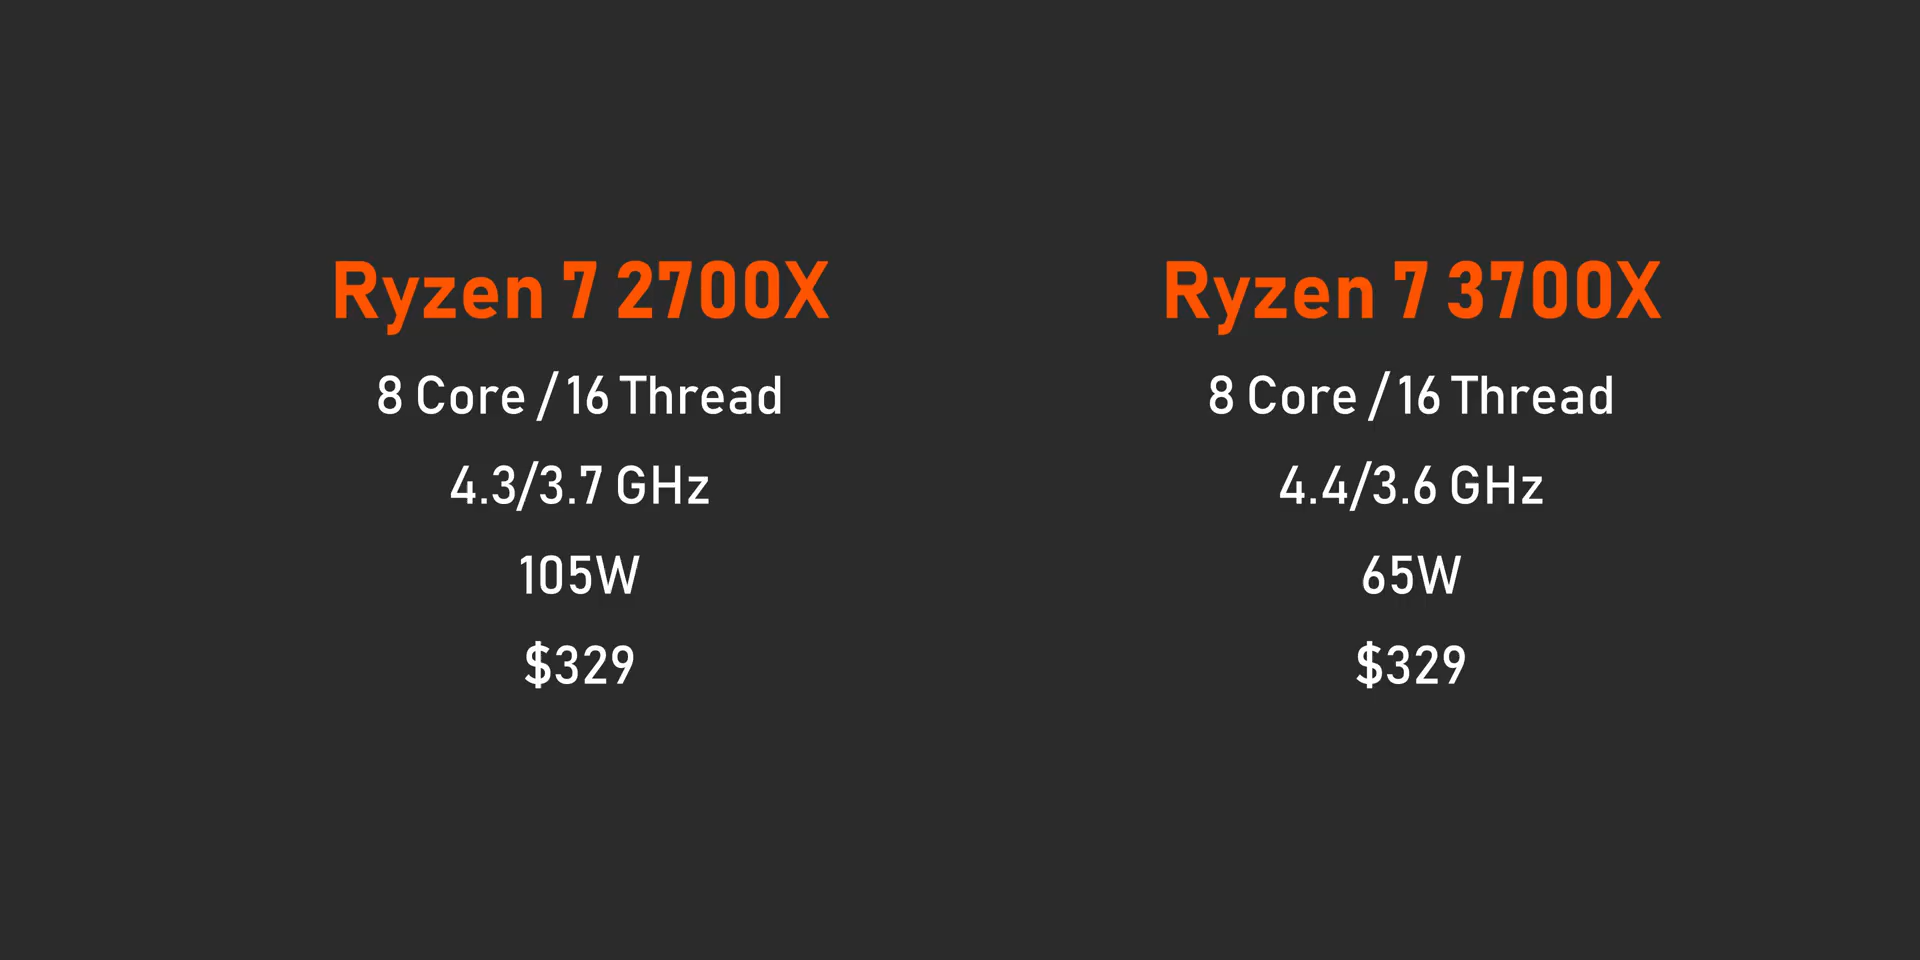 Ryzen 7 2700X
8 Core / 16 Thread
4.3/3.7 GHz
105W
$329
Ryzen 7 3700X
8 Core / 16 Thread
4.4/3.6 GHz
65W
$329